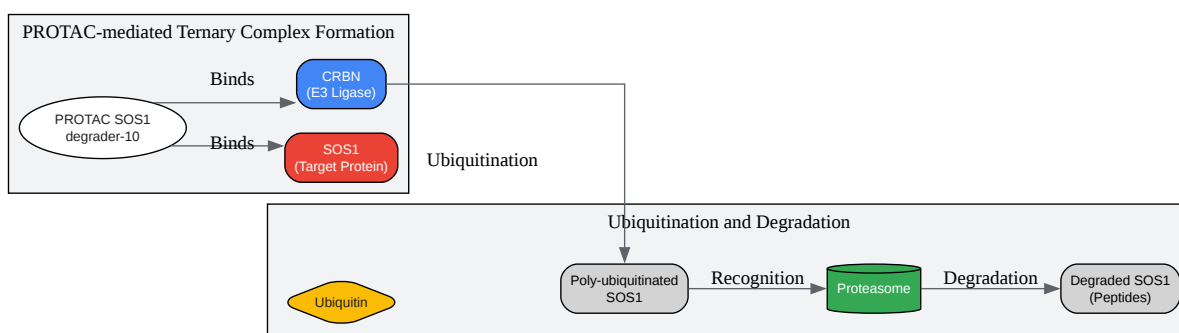 PROTAC-mediated Ternary Complex Formation
Binds
CRBN
(E3 Ligase)
PROTAC SOS1
degrader-10
Binds
SOS1
(Target Protein)
Ubiquitination
Ubiquitination and Degradation
Ubiquitin
Poly-ubiquitinated
SOS1
Recognition
Proteasome
Degradation
Degraded SOS1
(Peptides)